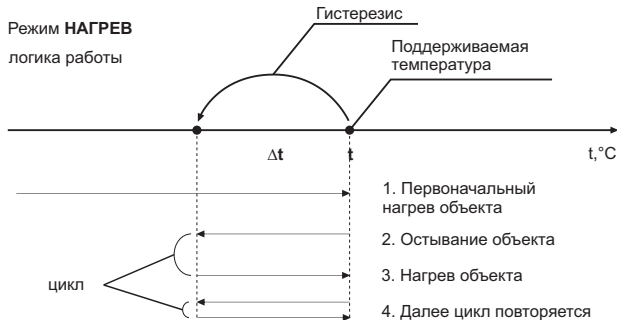 Режим НАГРЕВ
логика работы
Гистерезис
Поддерживаемая
температура
Δt
t
t,°C
1. Первоначальный
нагрев объекта
2. Остывание объекта
3. Нагрев объекта
цикл
4. Далее цикл повторяется